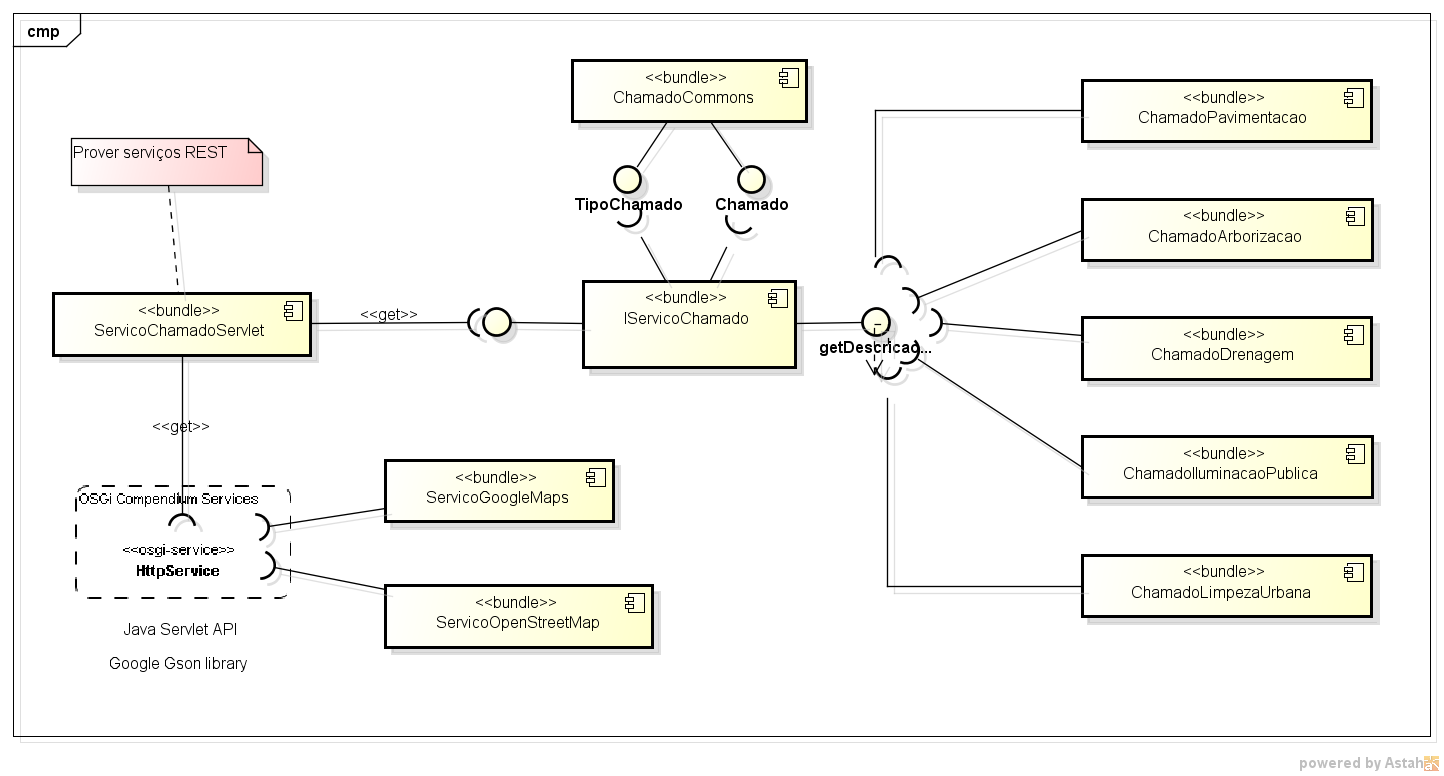 cmp
<<bundle>>
ChamadoCommons
<<bundle>>
ChamadoPavimentacao
Prover serviços REST
TipoChamado
Chamado
<<bundle>>
ChamadoArborizacao
<<bundle>>
ServicoChamadoServlet
<<get>>
<<bundle>>
IServicoChamado
getDescricao...
<<bundle>>
ChamadoDrenagem
<<get>>
<<bundle>>
ChamadoIluminacaoPublica
<<bundle>>
ServicoGoogleMaps
OSGi Compendium Services
<<osgi-service>>
HttpService
<<bundle>>
ServicoOpenStreetMap
<<bundle>>
ChamadoLimpezaUrbana
Java Servlet API
Google Gson library
powered by Astah